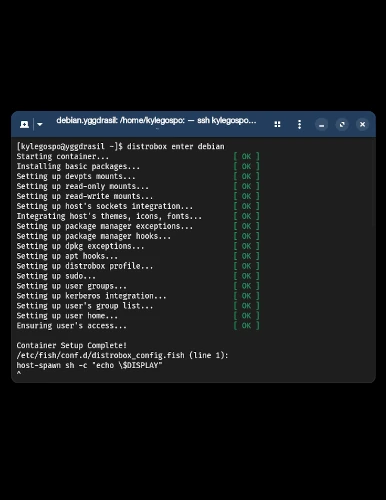 debian.yggdrasil: /home/kylegospo: — ssh kylegospo...
[kylegospo@yggdrasil ~]$ distrobox enter debian
Starting container... [ OK ]
Installing basic packages... [ OK ]
Setting up devpts mounts... [ OK ]
Setting up read-only mounts... [ OK ]
Setting up read-write mounts... [ OK ]
Setting up host's sockets integration... [ OK ]
Integrating host's themes, icons, fonts... [ OK ]
Setting up package manager exceptions... [ OK ]
Setting up package manager hooks... [ OK ]
Setting up dpkg exceptions... [ OK ]
Setting up apt hooks... [ OK ]
Setting up distrobox profile... [ OK ]
Setting up sudo... [ OK ]
Setting up user groups... [ OK ]
Setting up kerberos integration... [ OK ]
Setting up user's group list... [ OK ]
Setting up user home... [ OK ]
Ensuring user's access... [ OK ]
Container Setup Complete!
/etc/fish/conf.d/distrobox_config.fish (line 1):
host-spawn sh -c "echo \$DISPLAY"
^